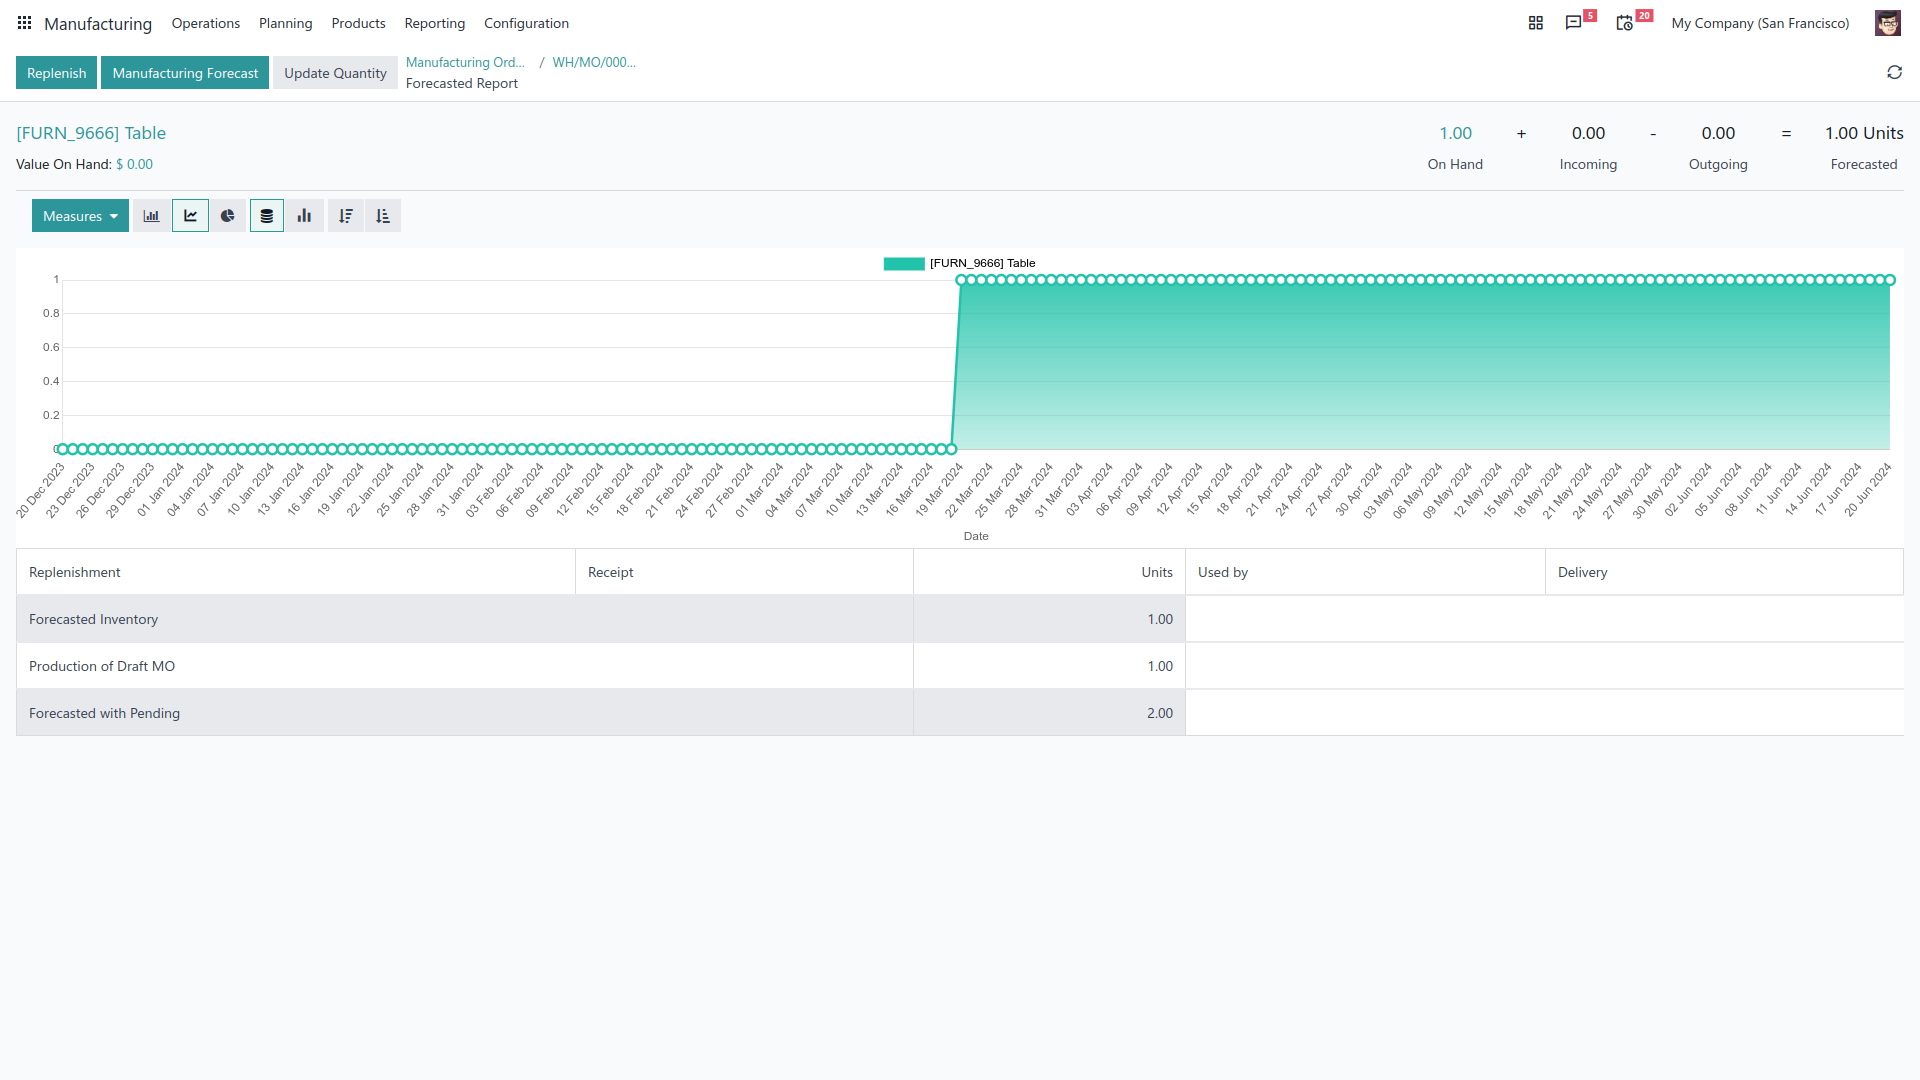 Manufacturing Operations Planning Products Reporting Configuration 5 20 My Company (San Francisco)
Replenish Manufacturing Forecast Update Quantity Manufacturing Ord... / WH/MO/000...
Forecasted Report
[FURN_9666] Table 1.00 + 0.00 - 0.00 = 1.00 Units
Value On Hand: $ 0.00 On Hand Incoming Outgoing Forecasted
Measures
[FURN_9666] Table
1
0.8
0.6
0.4
0.2
0
20 Dec 2023 23 Dec 2023 26 Dec 2023 29 Dec 2023 01 Jan 2024 04 Jan 2024 07 Jan 2024 10 Jan 2024 13 Jan 2024 16 Jan 2024 19 Jan 2024 22 Jan 2024 25 Jan 2024 28 Jan 2024 31 Jan 2024 03 Feb 2024 06 Feb 2024 09 Feb 2024 12 Feb 2024 15 Feb 2024 18 Feb 2024 21 Feb 2024 24 Feb 2024 27 Feb 2024 01 Mar 2024 04 Mar 2024 07 Mar 2024 10 Mar 2024 13 Mar 2024 16 Mar 2024 19 Mar 2024 22 Mar 2024 25 Mar 2024 28 Mar 2024 31 Mar 2024 03 Apr 2024 06 Apr 2024 09 Apr 2024 12 Apr 2024 15 Apr 2024 18 Apr 2024 21 Apr 2024 24 Apr 2024 27 Apr 2024 30 Apr 2024 03 May 2024 06 May 2024 09 May 2024 12 May 2024 15 May 2024 18 May 2024 21 May 2024 24 May 2024 27 May 2024 30 May 2024 02 Jun 2024 05 Jun 2024 08 Jun 2024 11 Jun 2024 14 Jun 2024 17 Jun 2024 20 Jun 2024
Date
Replenishment Receipt Units Used by Delivery
Forecasted Inventory 1.00
Production of Draft MO 1.00
Forecasted with Pending 2.00